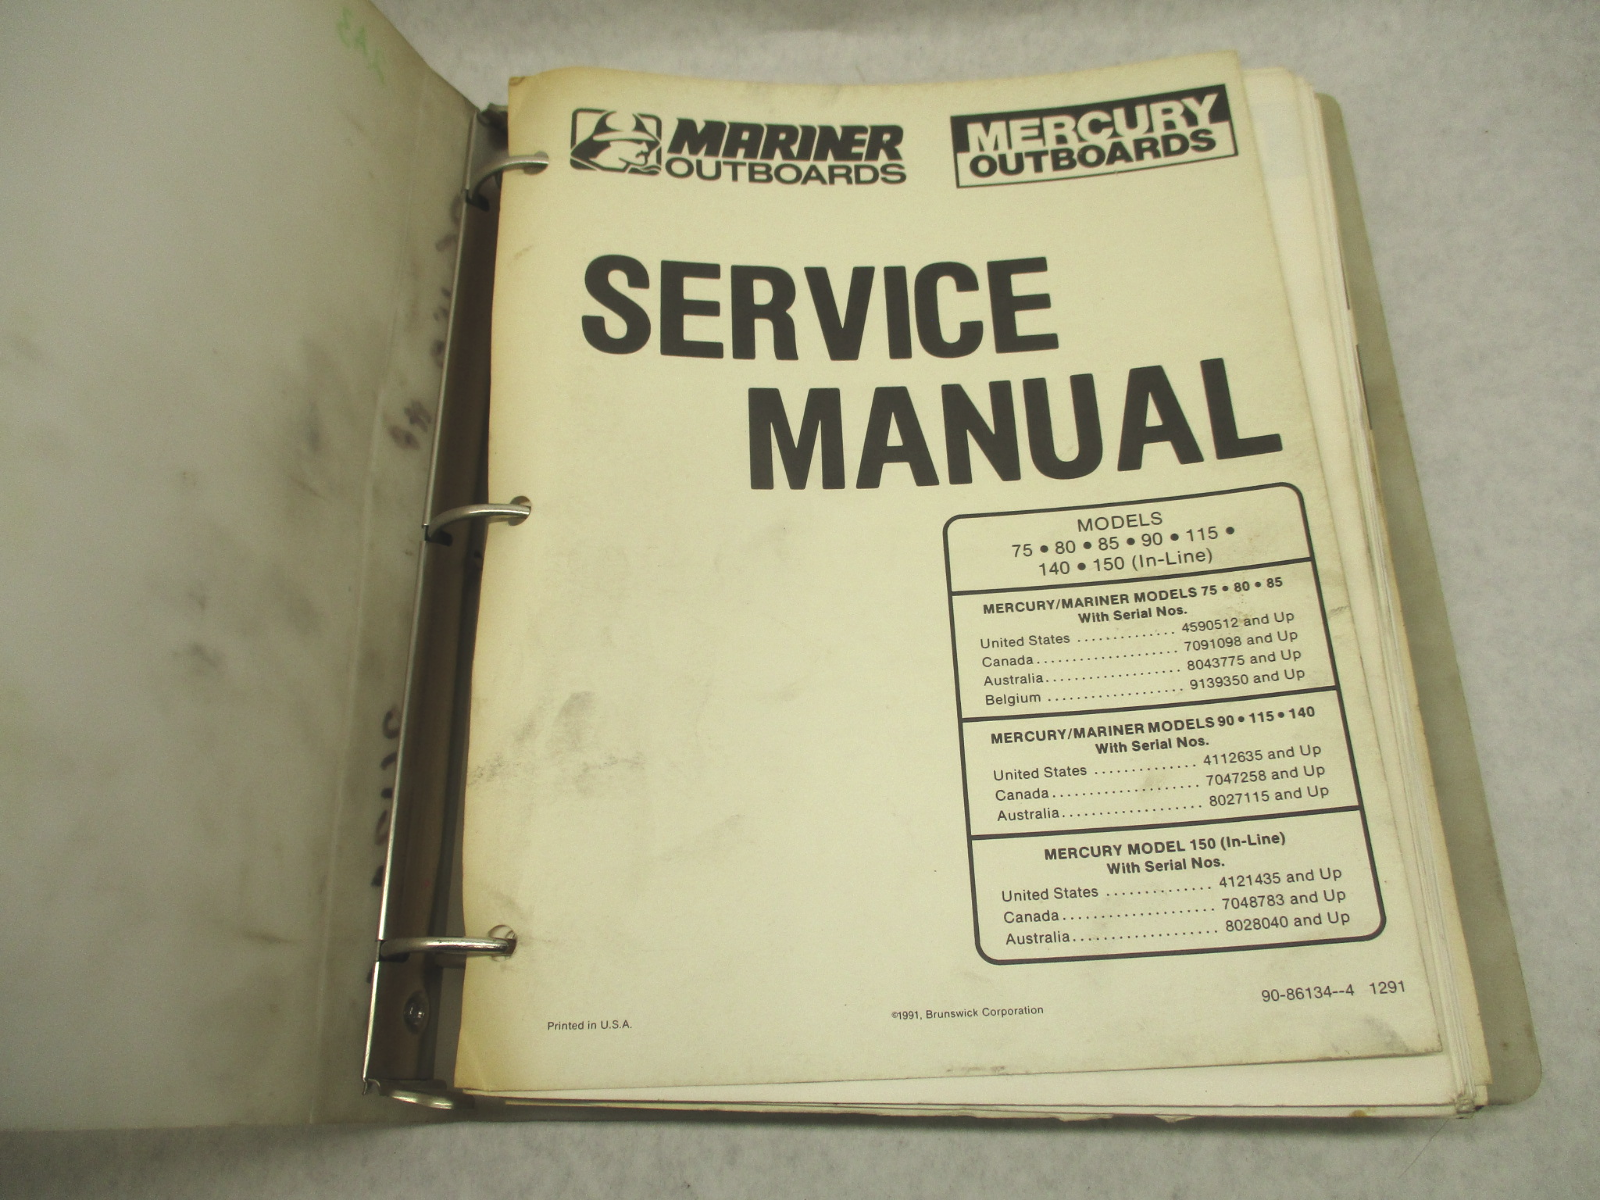 MARINER
OUTBOARDS
MERCURY
OUTBOARDS
SERVICE
MANUAL
MODELS
75 • 80 • 85 • 90 • 115 •
140 • 150 (In-Line)
MERCURY/MARINER MODELS 75 • 80 • 85
With Serial Nos.
United States .............. 4590512 and Up
Canada.................... 7091098 and Up
Australia................... 8043775 and Up
Belgium ................... 9139350 and Up
MERCURY/MARINER MODELS 90 • 115 • 140
With Serial Nos.
United States .............. 4112635 and Up
Canada.................... 7047258 and Up
Australia................... 8027115 and Up
MERCURY MODEL 150 (In-Line)
With Serial Nos.
United States .............. 4121435 and Up
Canada.................... 7048783 and Up
Australia................... 8028040 and Up
90-86134--4 1291
©1991, Brunswick Corporation
Printed in U.S.A.